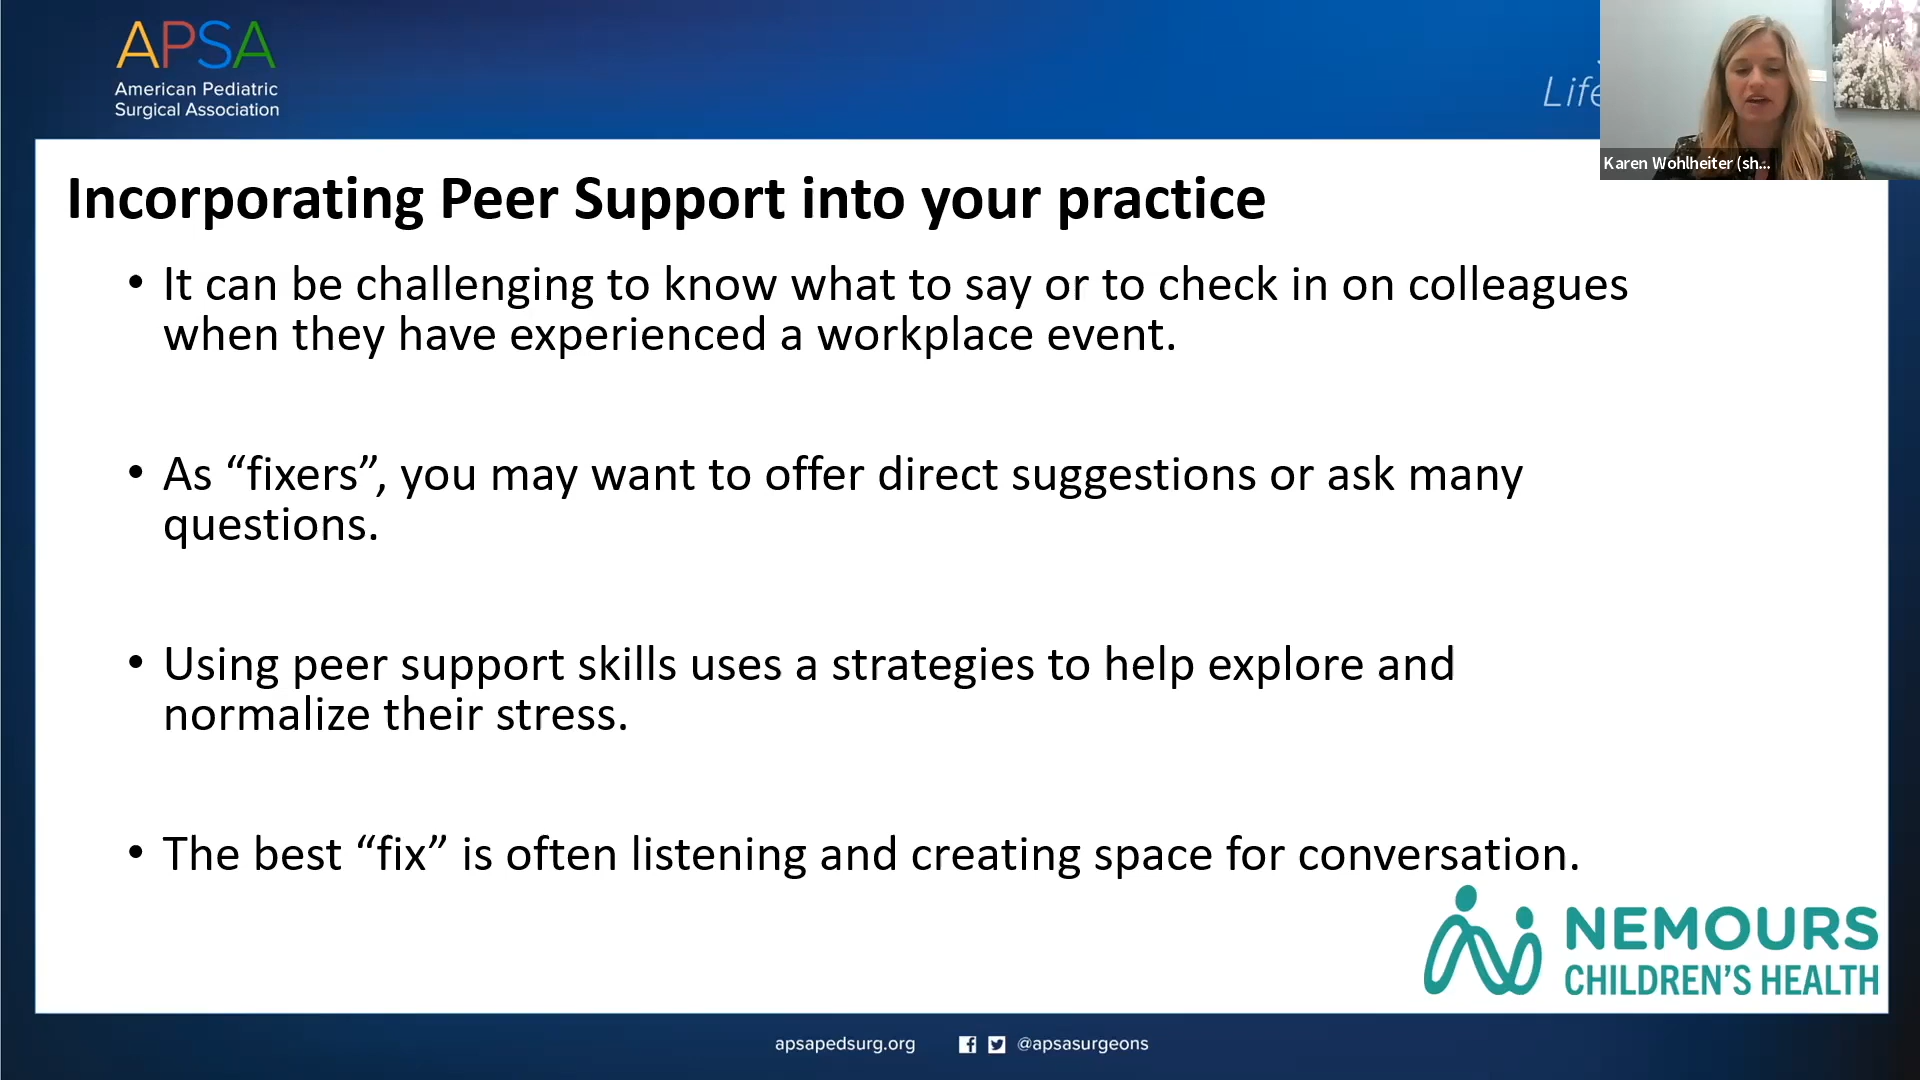 APSA
American Pediatric
Surgical Association
Life
Karen Wohlheiter (sh...
Incorporating Peer Support into your practice
• It can be challenging to know what to say or to check in on colleagues
when they have experienced a workplace event.
• As “fixers”, you may want to offer direct suggestions or ask many
questions.
• Using peer support skills uses a strategies to help explore and
normalize their stress.
• The best “fix” is often listening and creating space for conversation.
NEMOURS
CHILDREN’S HEALTH
apsapedsurg.org @apsasurgeons